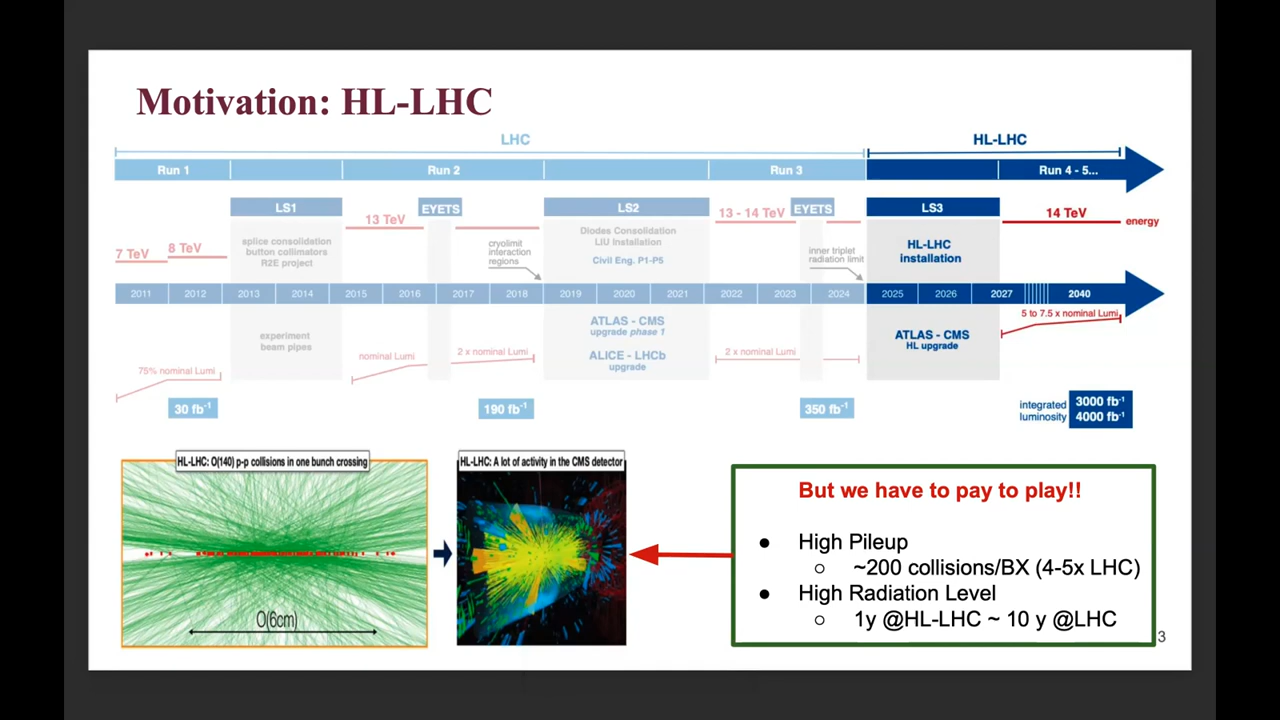 Motivation: HL-LHC
LHC
HL-LHC
Run 1
Run 2
Run 3
Run 4 - 5...
LS1
EYETS
LS2
EYETS
LS3
13 TeV
13 - 14 TeV
14 TeV
energy
7 TeV
8 TeV
splice consolidation
button collimators
R2E project
cryolimit
interaction
regions
Diodes Consolidation
LIU Installation
Civil Eng. P1-P5
inner triplet
radiation limit
HL-LHC
installation
2011
2012
2013
2014
2015
2016
2017
2018
2019
2020
2021
2022
2023
2024
2025
2026
2027
2040
5 to 7.5 x nominal Lumi
experiment
beam pipes
ATLAS - CMS
upgrade phase 1
ALICE - LHCb
upgrade
ATLAS - CMS
HL upgrade
75% nominal Lumi
nominal Lumi
2 x nominal Lumi
2 x nominal Lumi
30 fb⁻¹
190 fb⁻¹
350 fb⁻¹
integrated
luminosity
3000 fb⁻¹
4000 fb⁻¹
HL-LHC: O(140) p-p collisions in one bunch crossing
O(6cm)
HL-LHC: A lot of activity in the CMS detector
But we have to pay to play!!
● High Pileup
○ ~200 collisions/BX (4-5x LHC)
● High Radiation Level
○ 1y @HL-LHC ~ 10 y @LHC
3